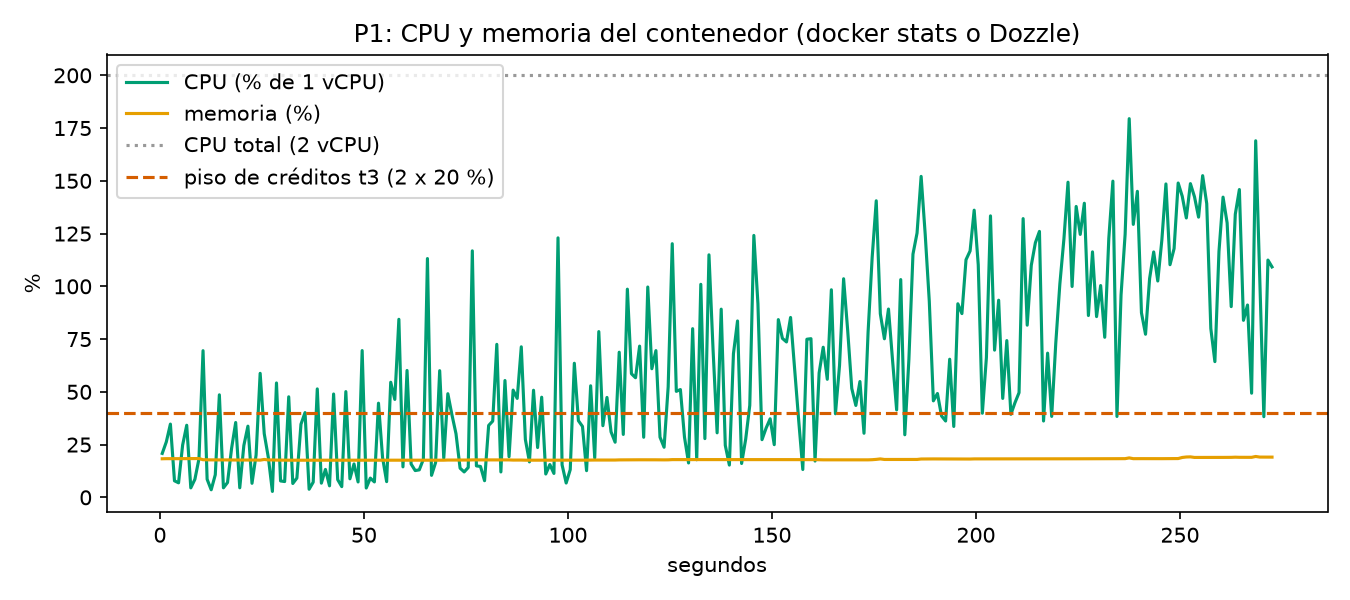 P1: CPU y memoria del contenedor (docker stats o Dozzle)
200
175
150
125
100
75
50
25
0
%
CPU (% de 1 vCPU)
memoria (%)
CPU total (2 vCPU)
piso de créditos t3 (2 x 20 %)
0 50 100 150 200 250
segundos